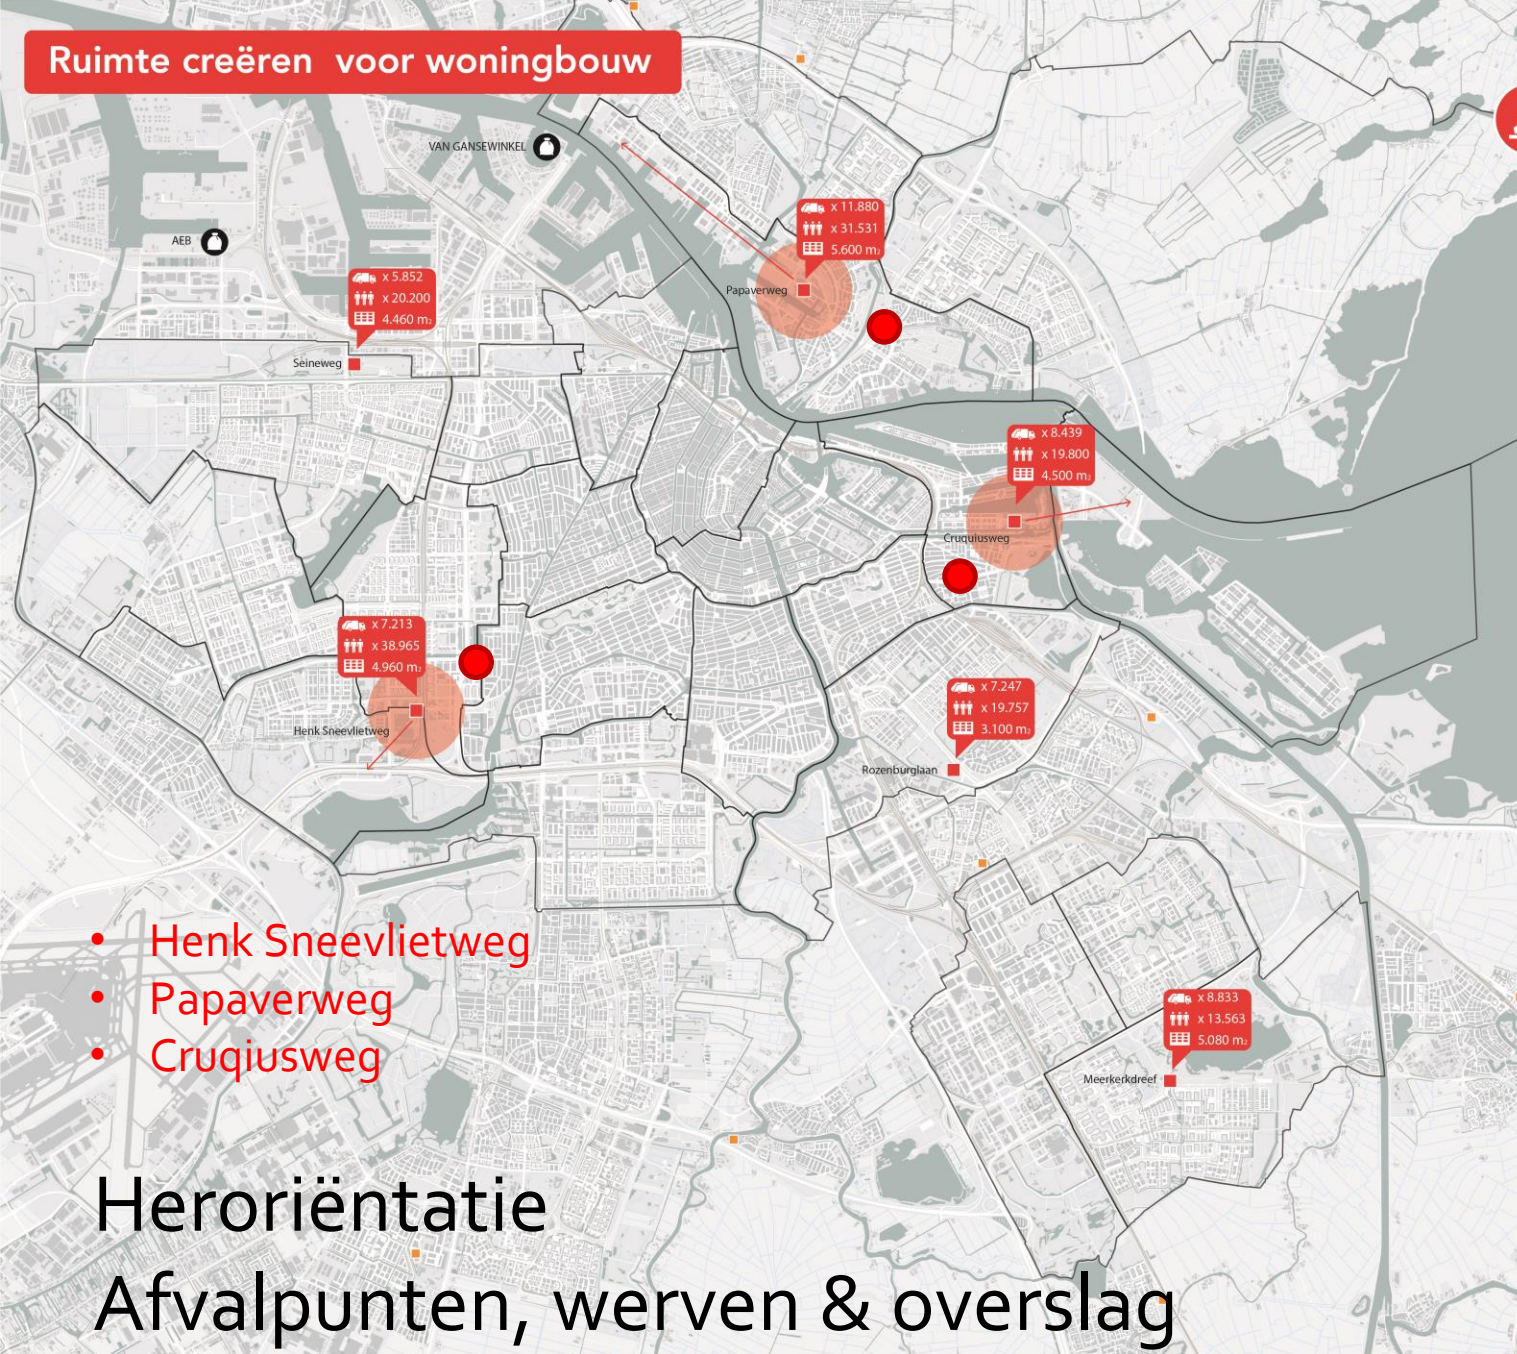 Ruimte creëren voor woningbouw
VAN GANSEWINKEL
AEB
x 11.880
x 31.531
5.600 m2
Papaverweg
x 5.852
x 20.200
4.460 m2
Seineweg
x 8.439
x 19.800
4.500 m2
Cruquiusweg
x 7.213
x 38.965
4.960 m2
Henk Sneevlietweg
x 7.247
x 19.757
3.100 m2
Rozenburglaan
• Henk Sneevlietweg
• Papaverweg
• Cruqiusweg
x 8.833
x 13.563
5.080 m2
Meerkerkdreef
Heroriëntatie
Afvalpunten, werven & overslag